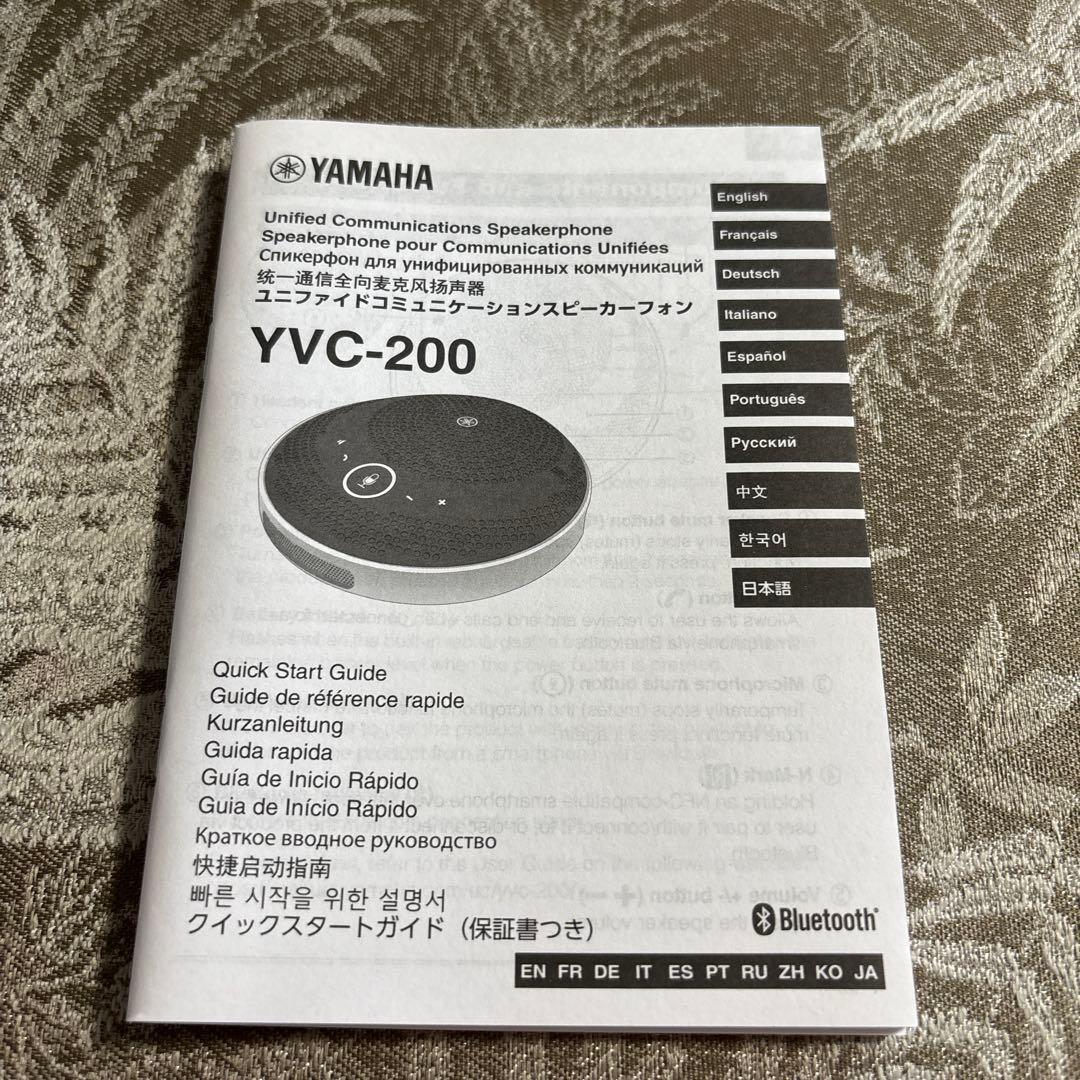 YAMAHA
Unified Communications Speakerphone
Speakerphone pour Communications Unifiées
Спикерфон для унифицированных коммуникаций
统一通信全向麦克风扬声器
ユニファイドコミュニケーションスピーカーフォン
YVC-200
English
Français
Deutsch
Italiano
Español
Português
Русский
中文
한국어
日本語
Quick Start Guide
Guide de référence rapide
Kurzanleitung
Guida rapida
Guía de Inicio Rápido
Guia de Início Rápido
Краткое вводное руководство
快捷启动指南
빠른 시작을 위한 설명서
クイックスタートガイド（保証書つき）
Bluetooth®
EN FR DE IT ES PT RU ZH KO JA